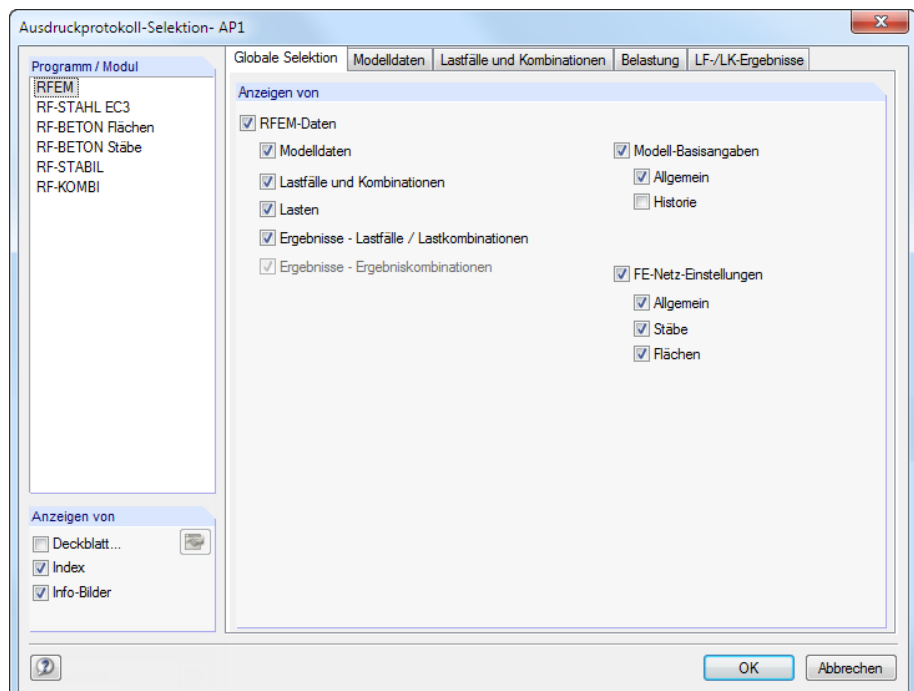 Ausdruckprotokoll-Selektion- AP1
Programm / Modul
RFEM
RF-STAHL EC3
RF-BETON Flächen
RF-BETON Stäbe
RF-STABIL
RF-KOMBI
Anzeigen von
Deckblatt...
Index
Info-Bilder
Globale Selektion Modelldaten Lastfälle und Kombinationen Belastung LF-/LK-Ergebnisse
Anzeigen von
RFEM-Daten
Modelldaten
Lastfälle und Kombinationen
Lasten
Ergebnisse - Lastfälle / Lastkombinationen
Ergebnisse - Ergebniskombinationen
Modell-Basisangaben
Allgemein
Historie
FE-Netz-Einstellungen
Allgemein
Stäbe
Flächen
OK Abbrechen